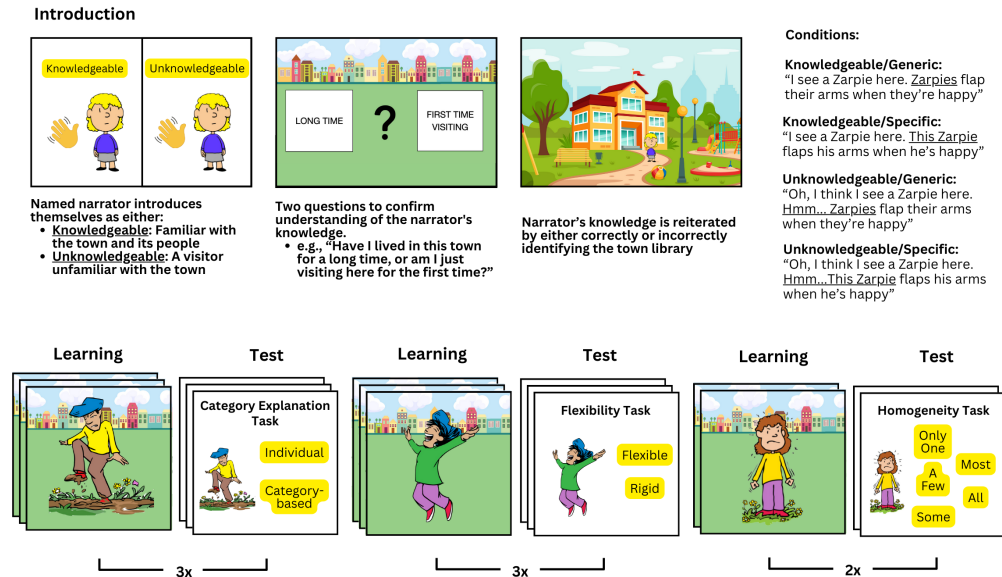 Introduction
Knowledgeable
Unknowledgeable
Named narrator introduces
themselves as either:
• Knowledgeable: Familiar
with the town and its people
• Unknowledgeable: A visitor
unfamiliar with the town
LONG TIME
?
FIRST TIME
VISITING
Two questions to confirm
understanding of the narrator's
knowledge.
• e.g., “Have I lived in this town
for a long time, or am I just
visiting here for the first time?”
Narrator’s knowledge is reiterated
by either correctly or incorrectly
identifying the town library
Conditions:
Knowledgeable/Generic:
“I see a Zarpie here. Zarpies flap
their arms when they’re happy”
Knowledgeable/Specific:
“I see a Zarpie here. This Zarpie
flaps his arms when he’s happy”
Unknowledgeable/Generic:
“Oh, I think I see a Zarpie here.
Hmm... Zarpies flap their arms
when they’re happy”
Unknowledgeable/Specific:
“Oh, I think I see a Zarpie here.
Hmm...This Zarpie flaps his arms
when he’s happy”
Learning
Test
Category Explanation
Task
Individual
Category-
based
3x
Learning
Test
Flexibility Task
Flexible
Rigid
3x
Learning
Test
Homogeneity Task
Only
One
Most
A
Few
All
Some
2x